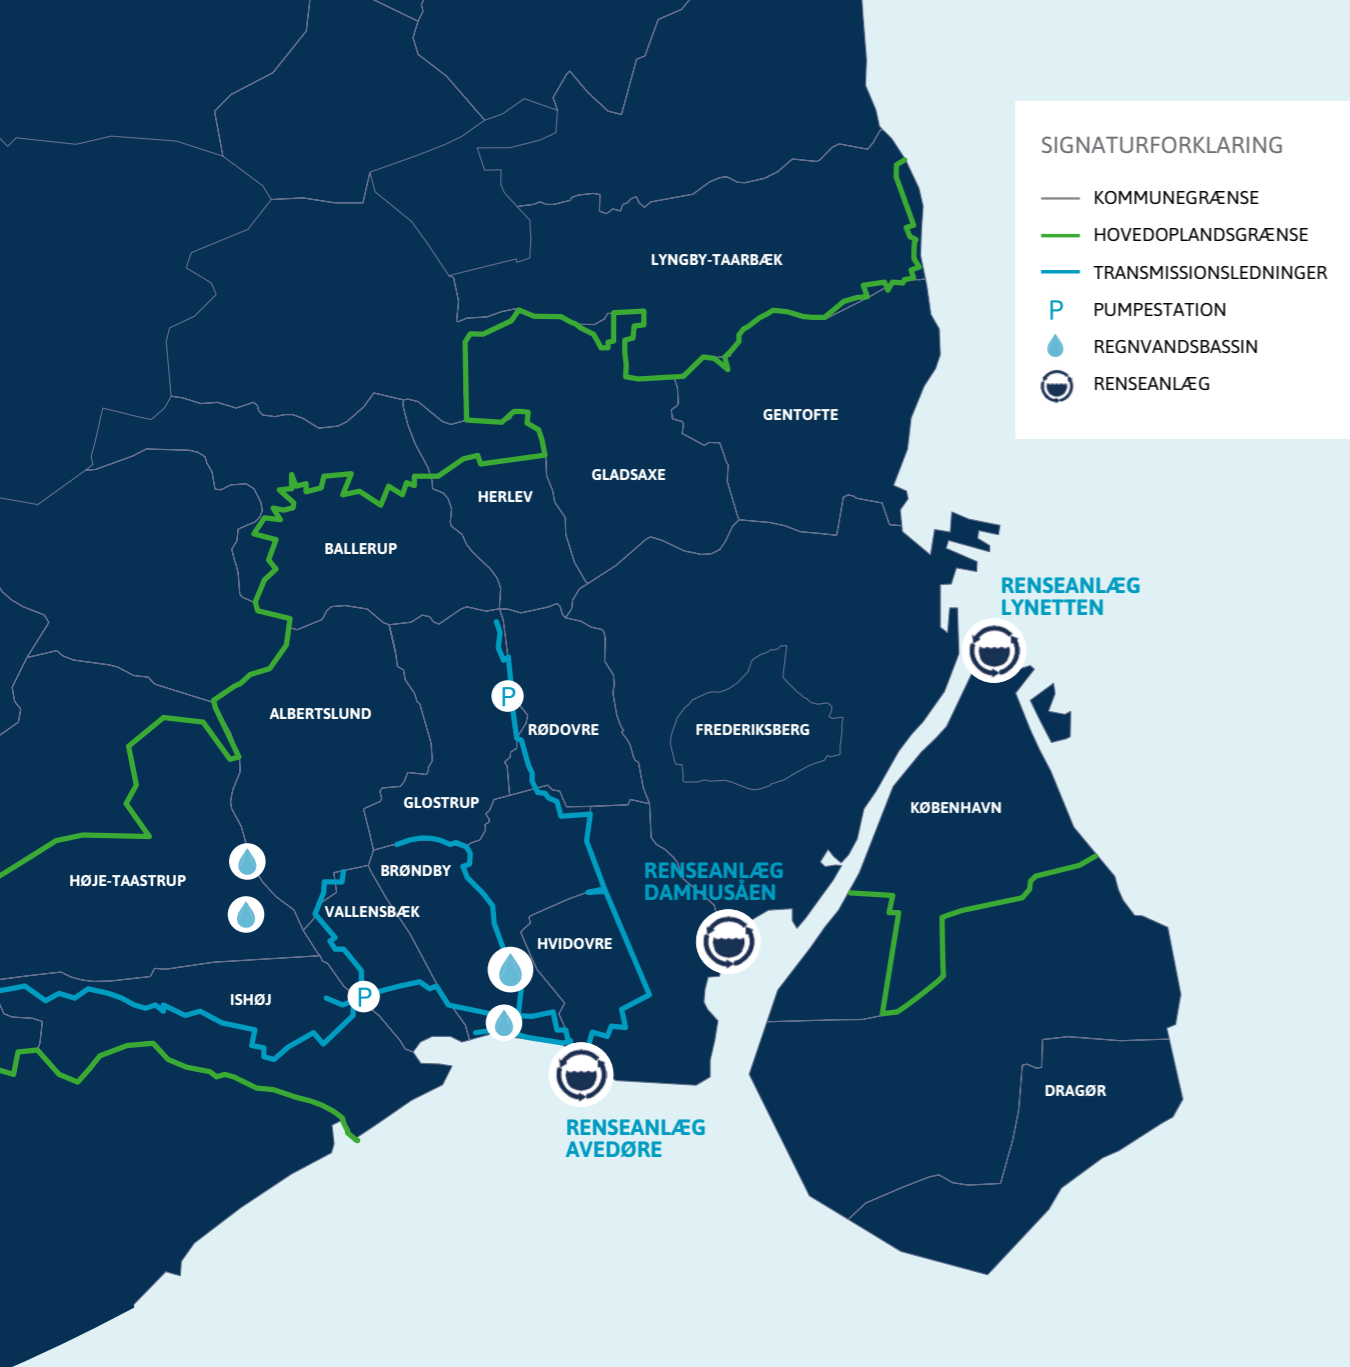 SIGNATURFORKLARING
KOMMUNEGRÆNSE
HOVEDOPLANDSGRÆNSE
TRANSMISSIONSLEDNINGER
P PUMPESTATION
REGNVANDSBASSIN
RENSEANLÆG
LYNGBY-TAARBÆK
GENTOFTE
GLADSAXE
HERLEV
BALLERUP
RENSEANLÆG
LYNETTEN
P
ALBERTSLUND
RØDOVRE
FREDERIKSBERG
GLOSTRUP
KØBENHAVN
HØJE-TAASTRUP
BRØNDBY
RENSEANLÆG
DAMHUSÅEN
VALLENSBÆK
HVIDOVRE
ISHØJ
P
DRAGØR
RENSEANLÆG
AVEDØRE